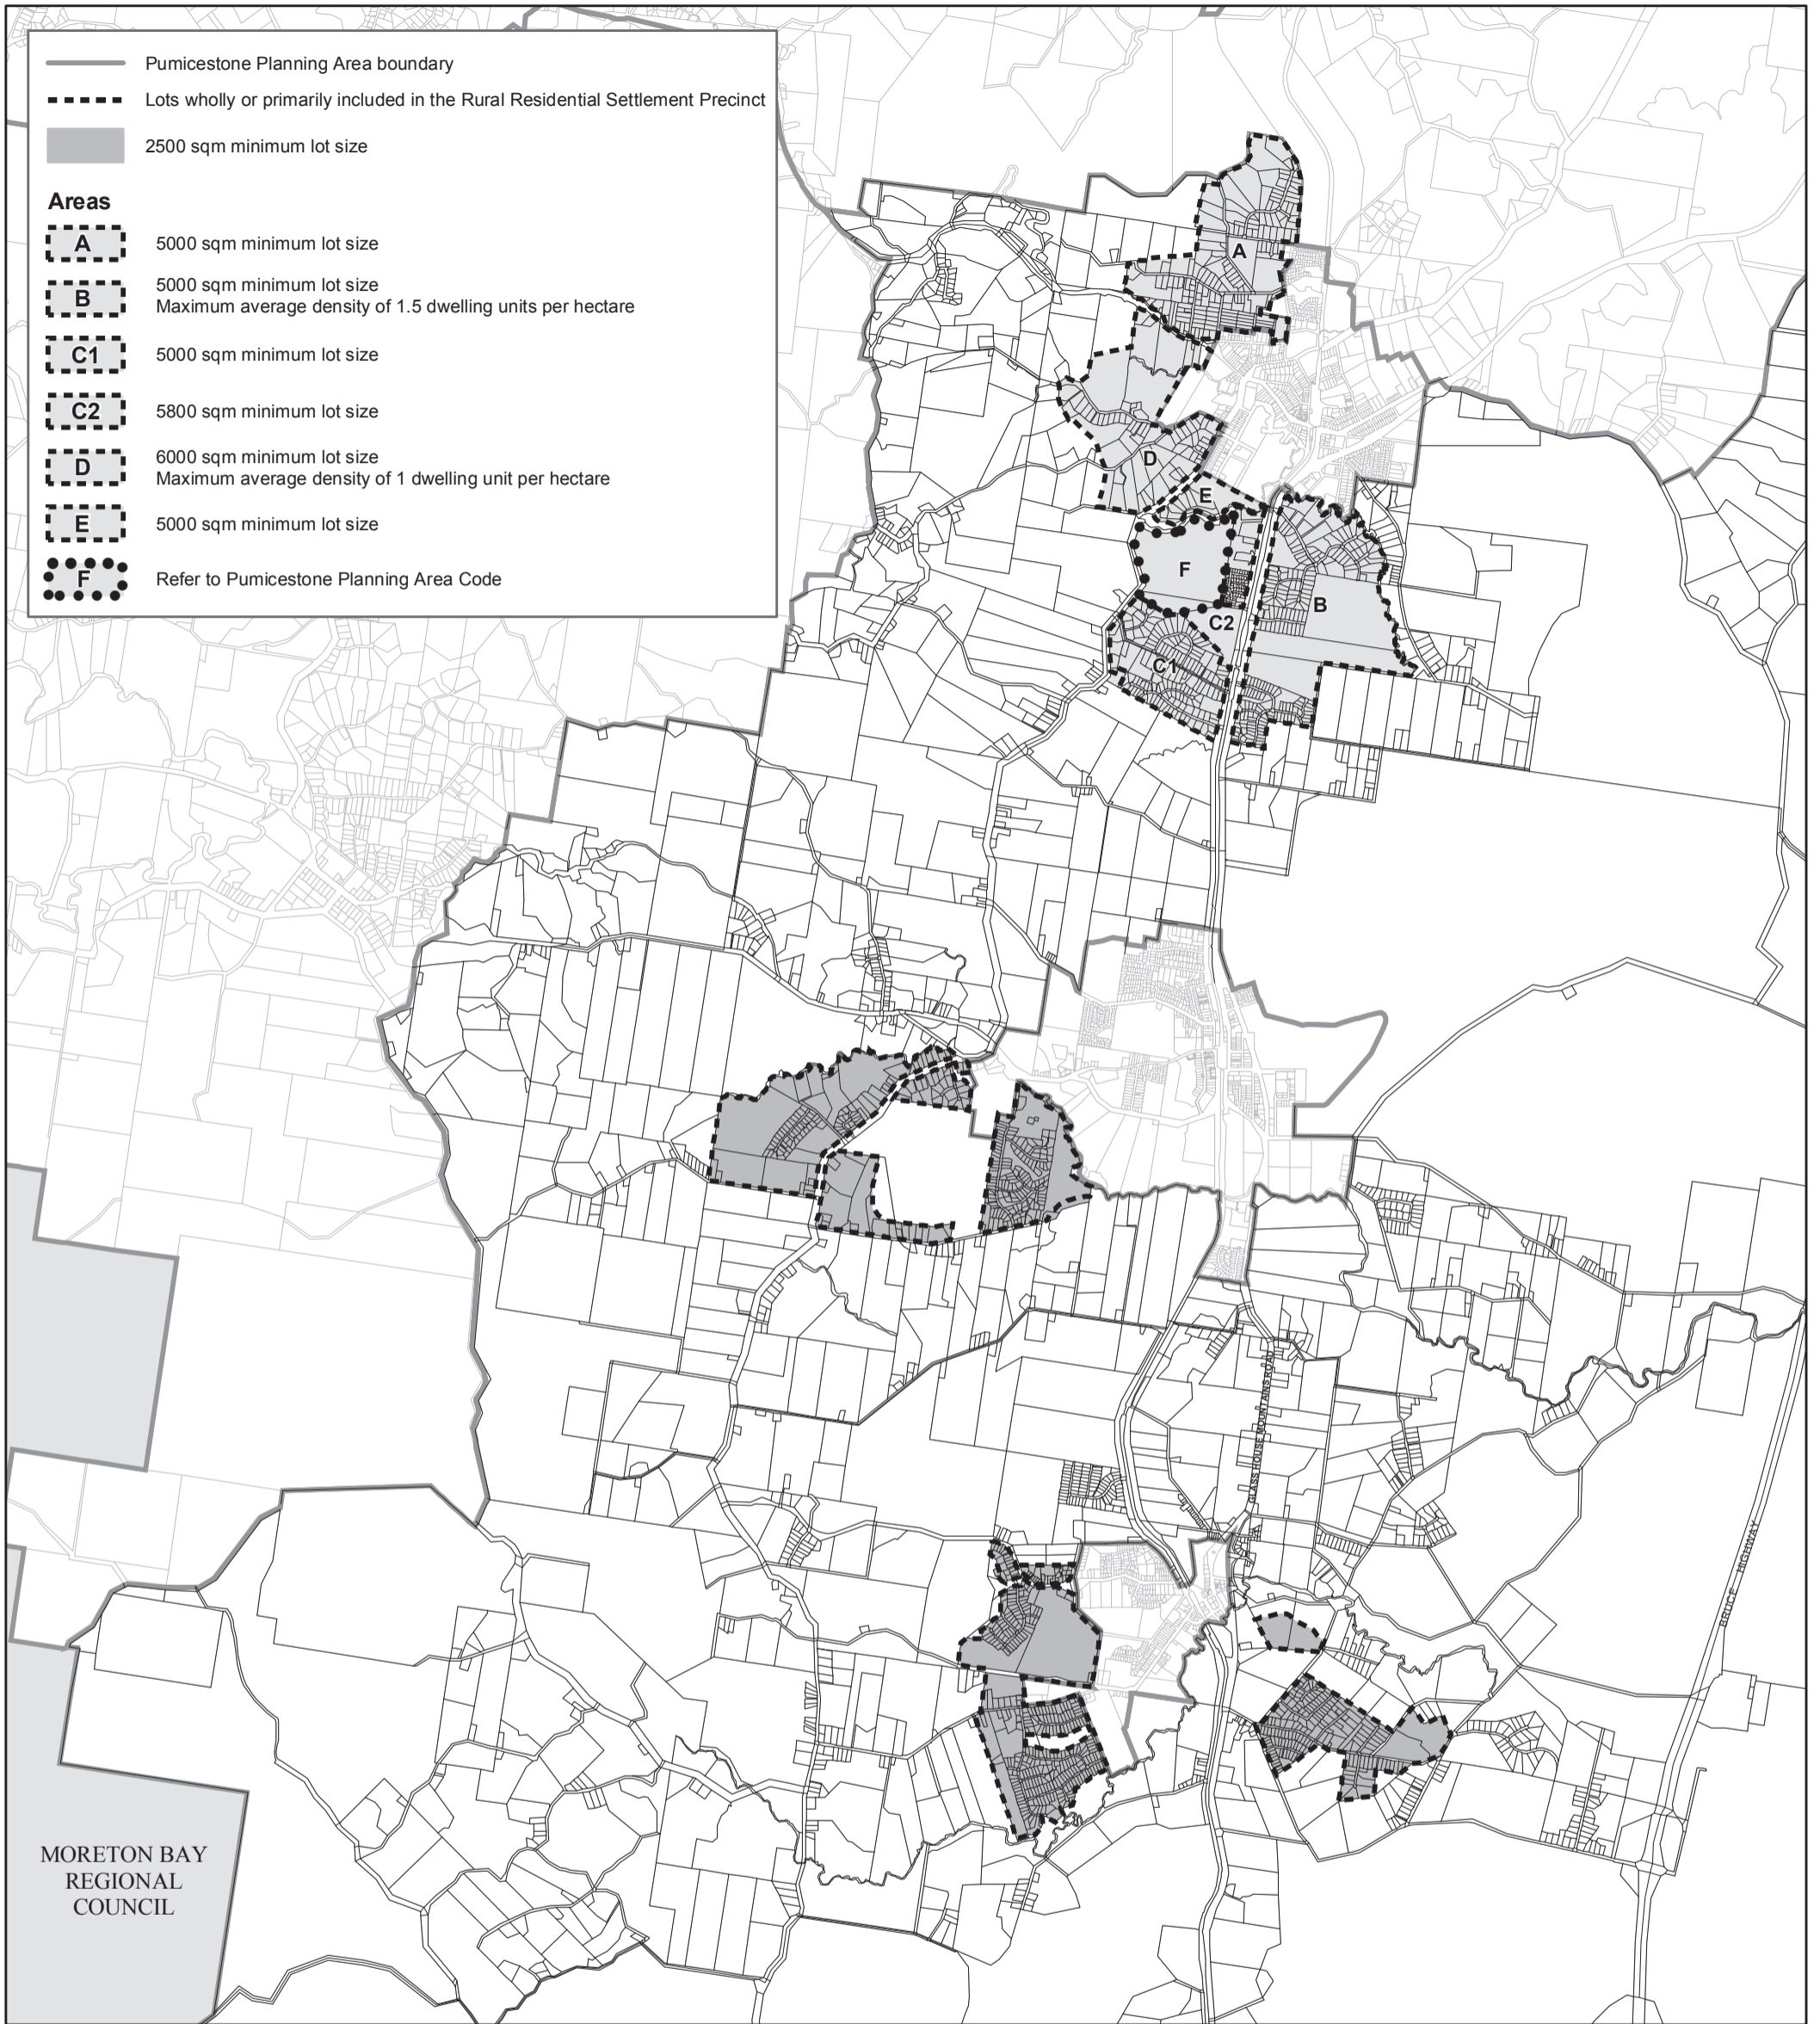 Pumicestone Planning Area boundary
Lots wholly or primarily included in the Rural Residential Settlement Precinct
2500 sqm minimum lot size
Areas
A
5000 sqm minimum lot size
B
5000 sqm minimum lot size
Maximum average density of 1.5 dwelling units per hectare
C1
5000 sqm minimum lot size
C2
5800 sqm minimum lot size
D
6000 sqm minimum lot size
Maximum average density of 1 dwelling unit per hectare
E
5000 sqm minimum lot size
F
Refer to Pumicestone Planning Area Code
A
D
E
F
B
C2
C1
GLASS HOUSE MOUNTAINS ROAD
BRUCE HIGHWAY
MORETON BAY
REGIONAL
COUNCIL